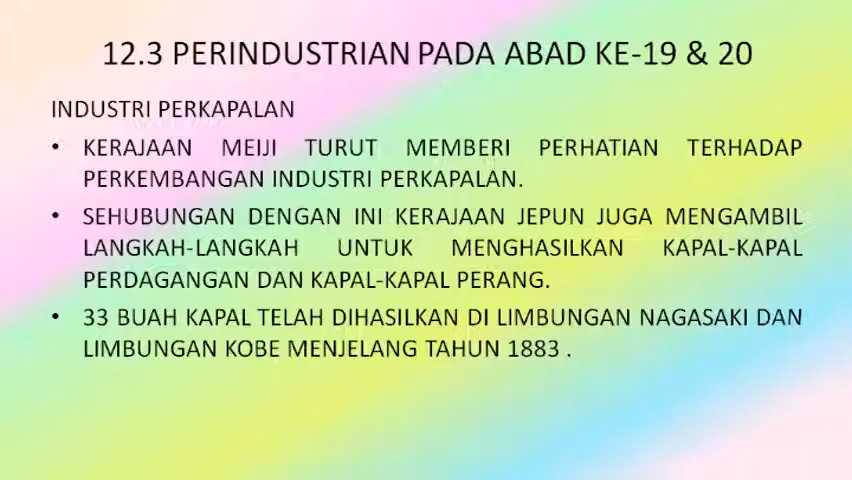 12.3 PERINDUSTRIAN PADA ABAD KE-19 & 20
INDUSTRI PERKAPALAN
• KERAJAAN MEIJI TURUT MEMBERI PERHATIAN TERHADAP
PERKEMBANGAN INDUSTRI PERKAPALAN.
• SEHUBUNGAN DENGAN INI KERAJAAN JEPUN JUGA MENGAMBIL
LANGKAH-LANGKAH UNTUK MENGHASILKAN KAPAL-KAPAL
PERDAGANGAN DAN KAPAL-KAPAL PERANG.
• 33 BUAH KAPAL TELAH DIHASILKAN DI LIMBUNGAN NAGASAKI DAN
LIMBUNGAN KOBE MENJELANG TAHUN 1883 .